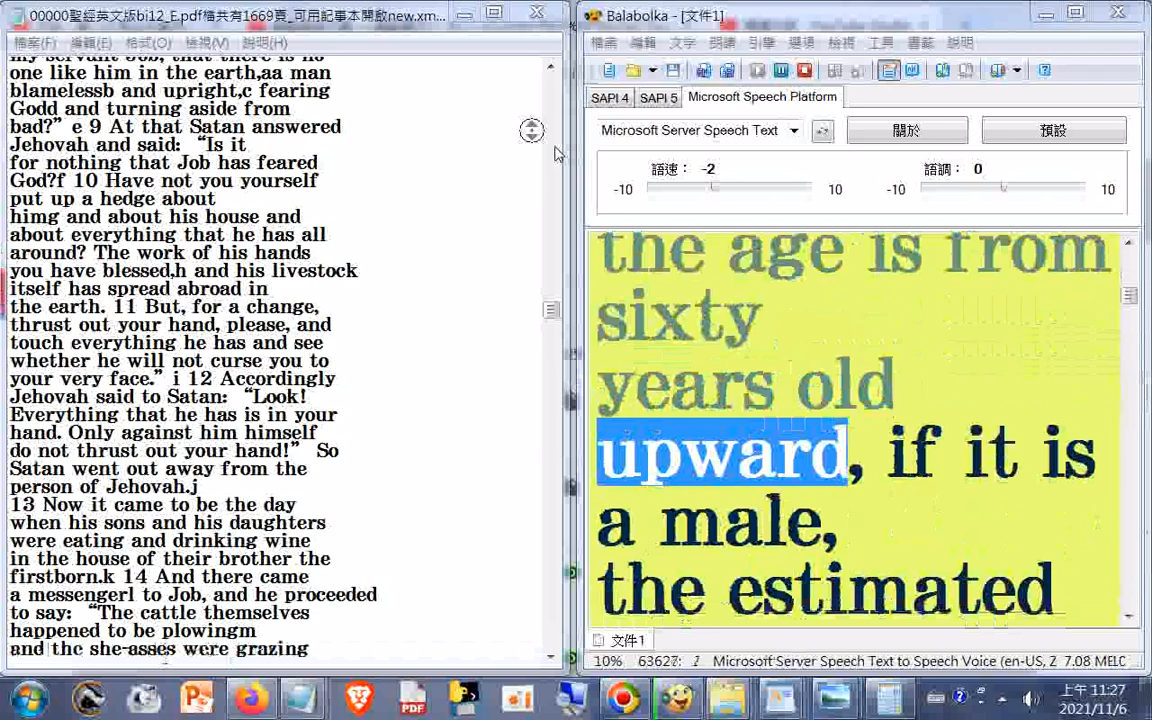 00000聖經英文版bi12_E.pdf檔共有1669頁_可用記事本開啟new.xm...
檔案(F) 編輯(E) 格式(O) 檢視(V) 說明(H)
my servant Job, that there is no
one like him in the earth,aa man
blamelessb and upright,c fearing
Godd and turning aside from
bad?” e 9 At that Satan answered
Jehovah and said: “Is it
for nothing that Job has feared
God?f 10 Have not you yourself
put up a hedge about
himg and about his house and
about everything that he has all
around? The work of his hands
you have blessed,h and his livestock
itself has spread abroad in
the earth. 11 But, for a change,
thrust out your hand, please, and
touch everything he has and see
whether he will not curse you to
your very face.” i 12 Accordingly
Jehovah said to Satan: “Look!
Everything that he has is in your
hand. Only against him himself
do not thrust out your hand!” So
Satan went out away from the
person of Jehovah.j
13 Now it came to be the day
when his sons and his daughters
were eating and drinking wine
in the house of their brother the
firstborn.k 14 And there came
a messengerl to Job, and he proceeded
to say: “The cattle themselves
happened to be plowingm
and the she-asses were grazing
Balabolka - [文件1]
檔案 編輯 文字 朗讀 引擎 選項 檢視 工具 書籤 說明
SAPI 4 SAPI 5 Microsoft Speech Platform
Microsoft Server Speech Text 關於 預設
語速： -2 語調： 0
-10 10 -10 10
the age is from
sixty
years old
upward, if it is
a male,
the estimated
文件1
10% 63627: Microsoft Server Speech Text to Speech Voice (en-US, Z 7.08 MELC
PDF
上午 11:27
2021/11/6